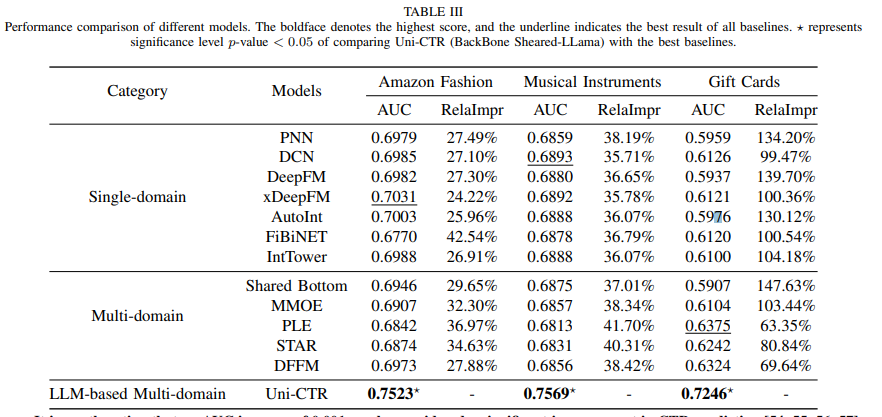 TABLE III
Performance comparison of different models. The boldface denotes the highest score, and the underline indicates the best result of all baselines. ⋆ represents
significance level p-value < 0.05 of comparing Uni-CTR (BackBone Sheared-LLama) with the best baselines.
Category Models Amazon Fashion Musical Instruments Gift Cards
AUC RelaImpr AUC RelaImpr AUC RelaImpr
Single-domain
PNN 0.6979 27.49% 0.6859 38.19% 0.5959 134.20%
DCN 0.6985 27.10% 0.6893 35.71% 0.6126 99.47%
DeepFM 0.6982 27.30% 0.6880 36.65% 0.5937 139.70%
xDeepFM 0.7031 24.22% 0.6892 35.78% 0.6121 100.36%
AutoInt 0.7003 25.96% 0.6888 36.07% 0.5976 130.12%
FiBiNET 0.6770 42.54% 0.6878 36.79% 0.6120 100.54%
IntTower 0.6988 26.91% 0.6888 36.07% 0.6100 104.18%
Multi-domain
Shared Bottom 0.6946 29.65% 0.6875 37.01% 0.5907 147.63%
MMOE 0.6907 32.30% 0.6857 38.34% 0.6104 103.44%
PLE 0.6842 36.97% 0.6813 41.70% 0.6375 63.35%
STAR 0.6874 34.63% 0.6831 40.31% 0.6242 80.84%
DFFM 0.6973 27.88% 0.6856 38.42% 0.6324 69.64%
LLM-based Multi-domain Uni-CTR 0.7523⋆ - 0.7569⋆ - 0.7246⋆ -